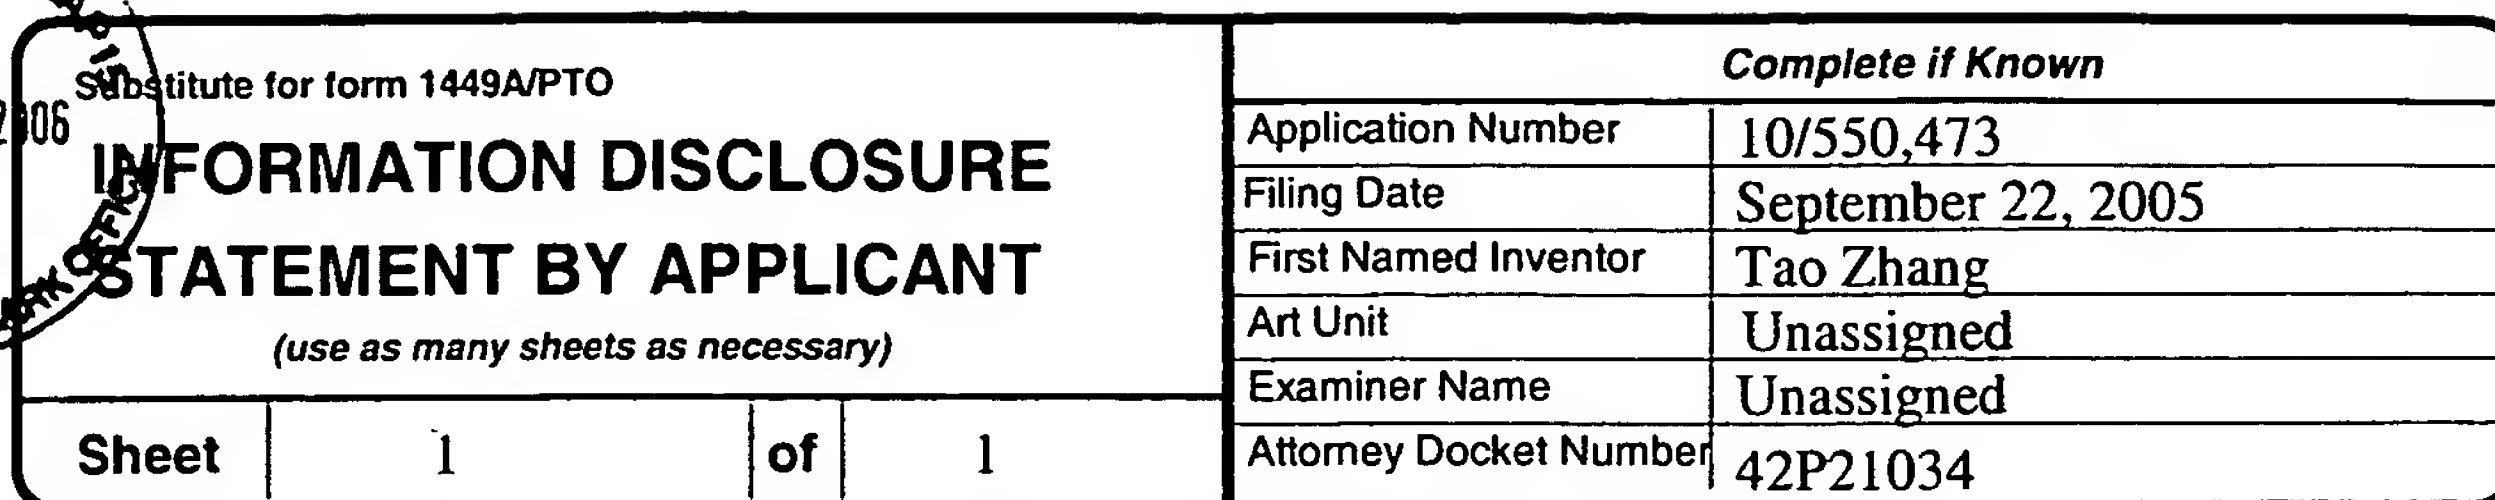 Substitute for form 1449A/PTO
INFORMATION DISCLOSURE
STATEMENT BY APPLICANT
(use as many sheets as necessary)
Sheet 1 of 1
Complete if Known
Application Number 10/550,473
Filing Date September 22, 2005
First Named Inventor Tao Zhang
Art Unit Unassigned
Examiner Name Unassigned
Attorney Docket Number 42P21034